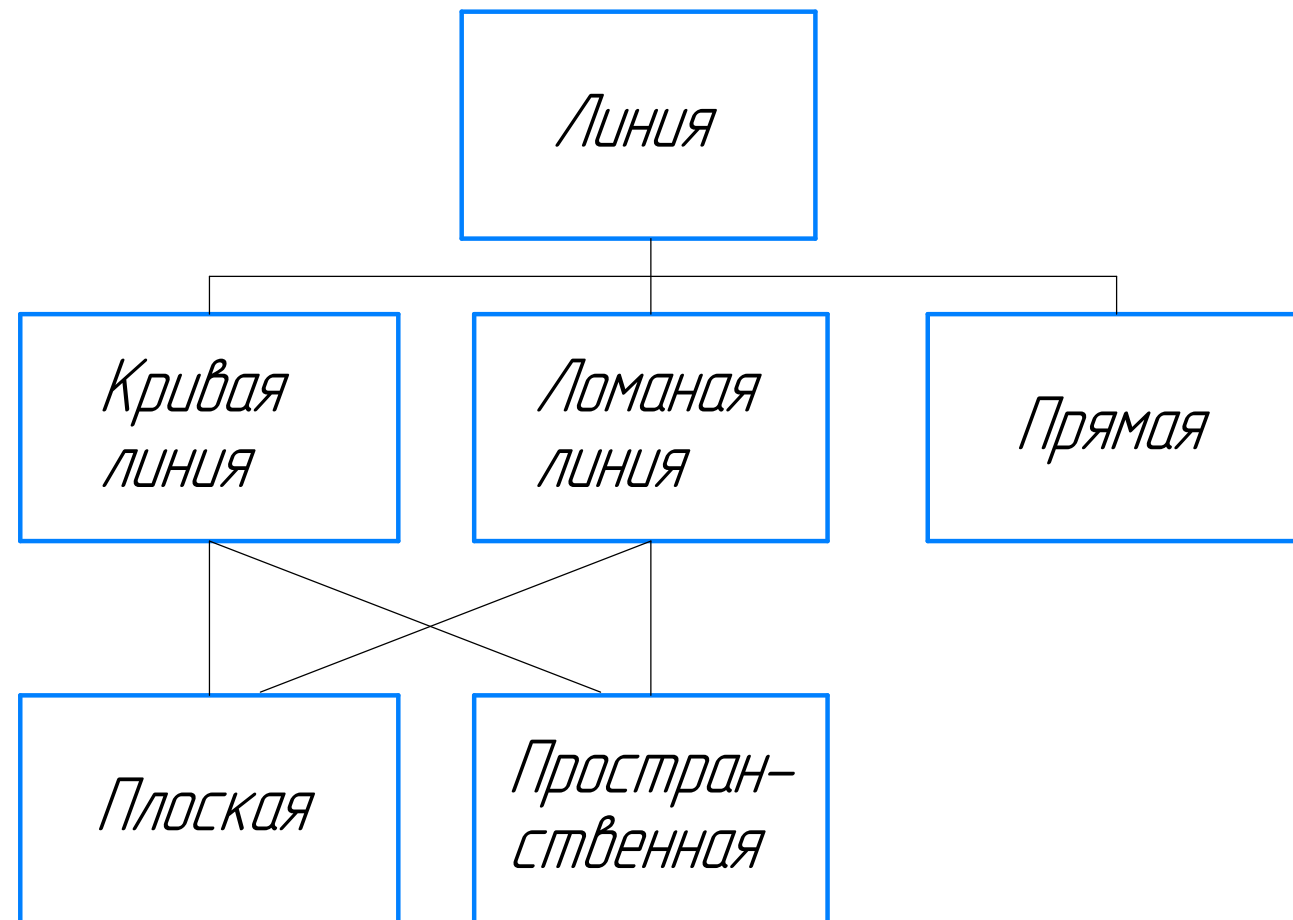 Линия
Кривая
линия
Ломаная
линия
Прямая
Плоская
Простран-
ственная